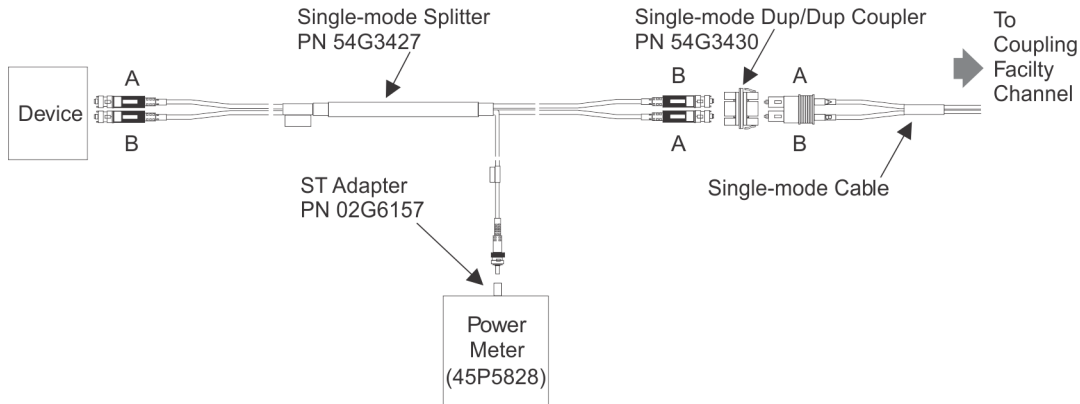 Single-mode Splitter
PN 54G3427
Single-mode Dup/Dup Coupler
PN 54G3430
To
Coupling
Facilty
Channel
Device
A
B
B
A
A
B
Single-mode Cable
ST Adapter
PN 02G6157
Power
Meter
(45P5828)